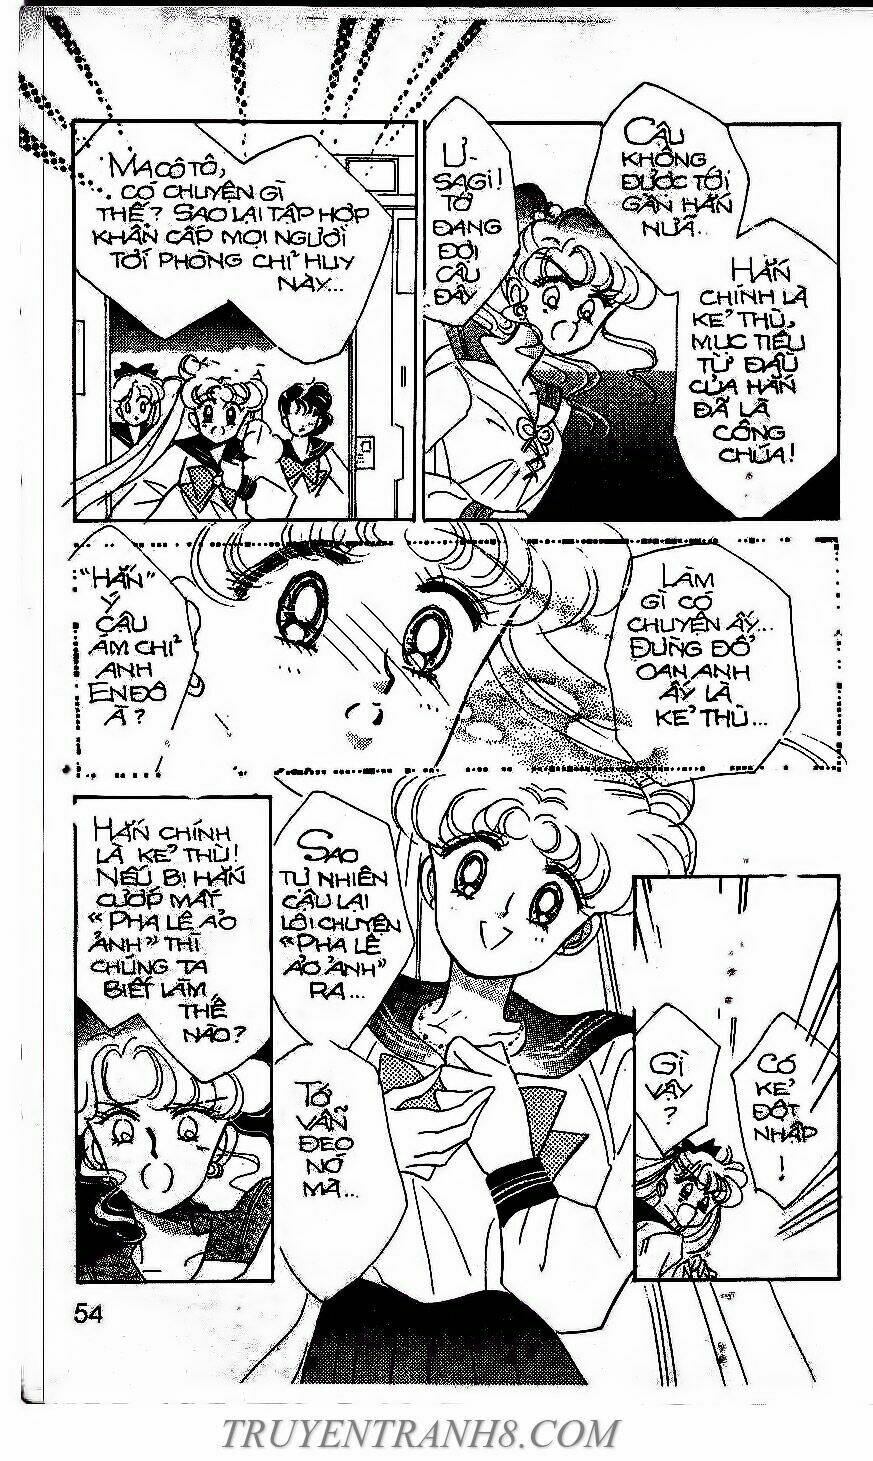 MACÔTÔ,
CÓ CHUYỆN GÌ
THẾ? SAO LẠI TẬP HỢP
KHẨN CẤP MỌI NGƯỜI
TỚI PHÒNG CHỈ HUY
NÀY...
Ư-
SAGI!
TỚ
ĐANG
ĐỢI
CẬU
ĐÂY
CẬU
KHÔNG
ĐƯỢC TỚI
GẦN HẮN
NỮA...
HẮN
CHÍNH LÀ
KẺ THÙ,
MỤC TIÊU
TỪ ĐẦU
CỦA HẮN
ĐÃ LÀ
CÔNG
CHÚA!
"HẮN"
Ý
CẬU
ÁM CHỈ
ANH
ENĐÔ
À?
LÀM
GÌ CÓ
CHUYỆN ẤY...
ĐỪNG ĐỔ
OAN ANH
ẤY LÀ
KẺ THÙ...
HẮN CHÍNH
LÀ KẺ THÙ!
NẾU BỊ HẮN
CƯỚP MẤT
"PHA LÊ ẢO
ẢNH" THÌ
CHÚNG TA
BIẾT LÀM
THẾ
NÀO?
SAO
TỰ NHIÊN
CẬU LẠI
LÔI CHUYỆN
"PHA LÊ
ẢO ẢNH"
RA...
TỚ
VẪN
ĐEO
NÓ
MÀ...
GÌ
VẬY
?
CÓ
KẺ
ĐỘT
NHẬP
!
54
TRUYENTRANH8.COM